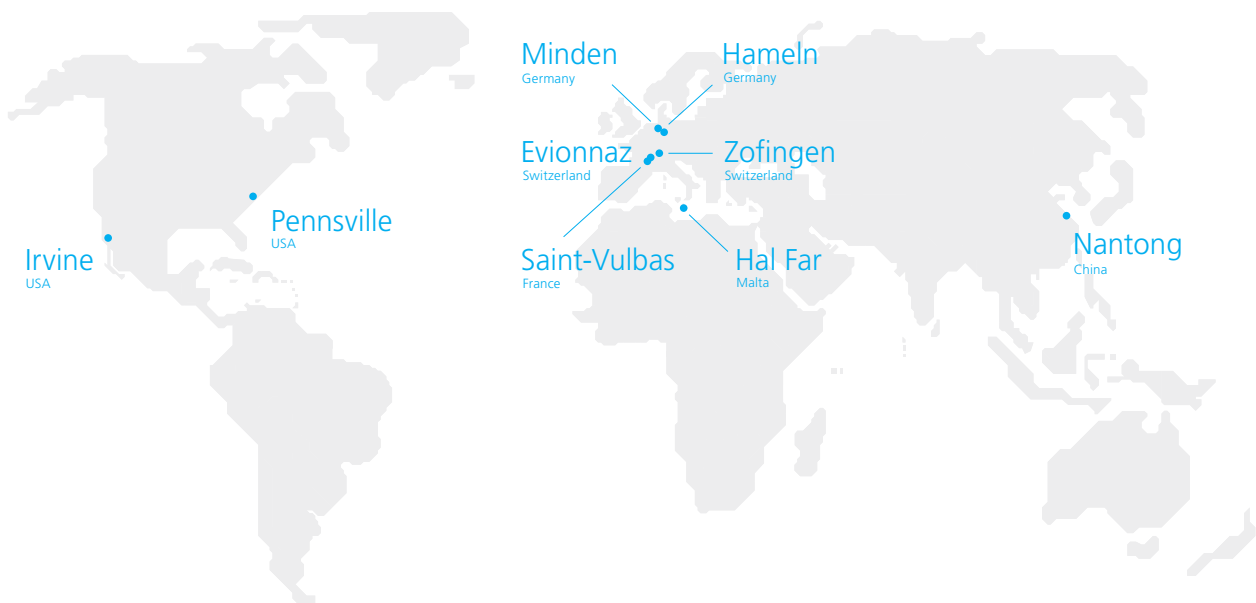 Minden
Germany
Hameln
Germany
Evionnaz
Switzerland
Zofingen
Switzerland
Pennsville
USA
Irvine
USA
Saint-Vulbas
France
Hal Far
Malta
Nantong
China